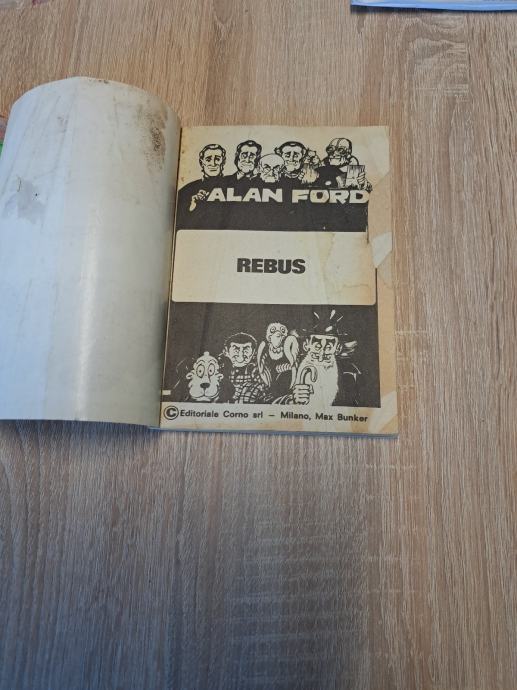 ALAN FORD
REBUS
© Editoriale Corno srl — Milano, Max Bunker